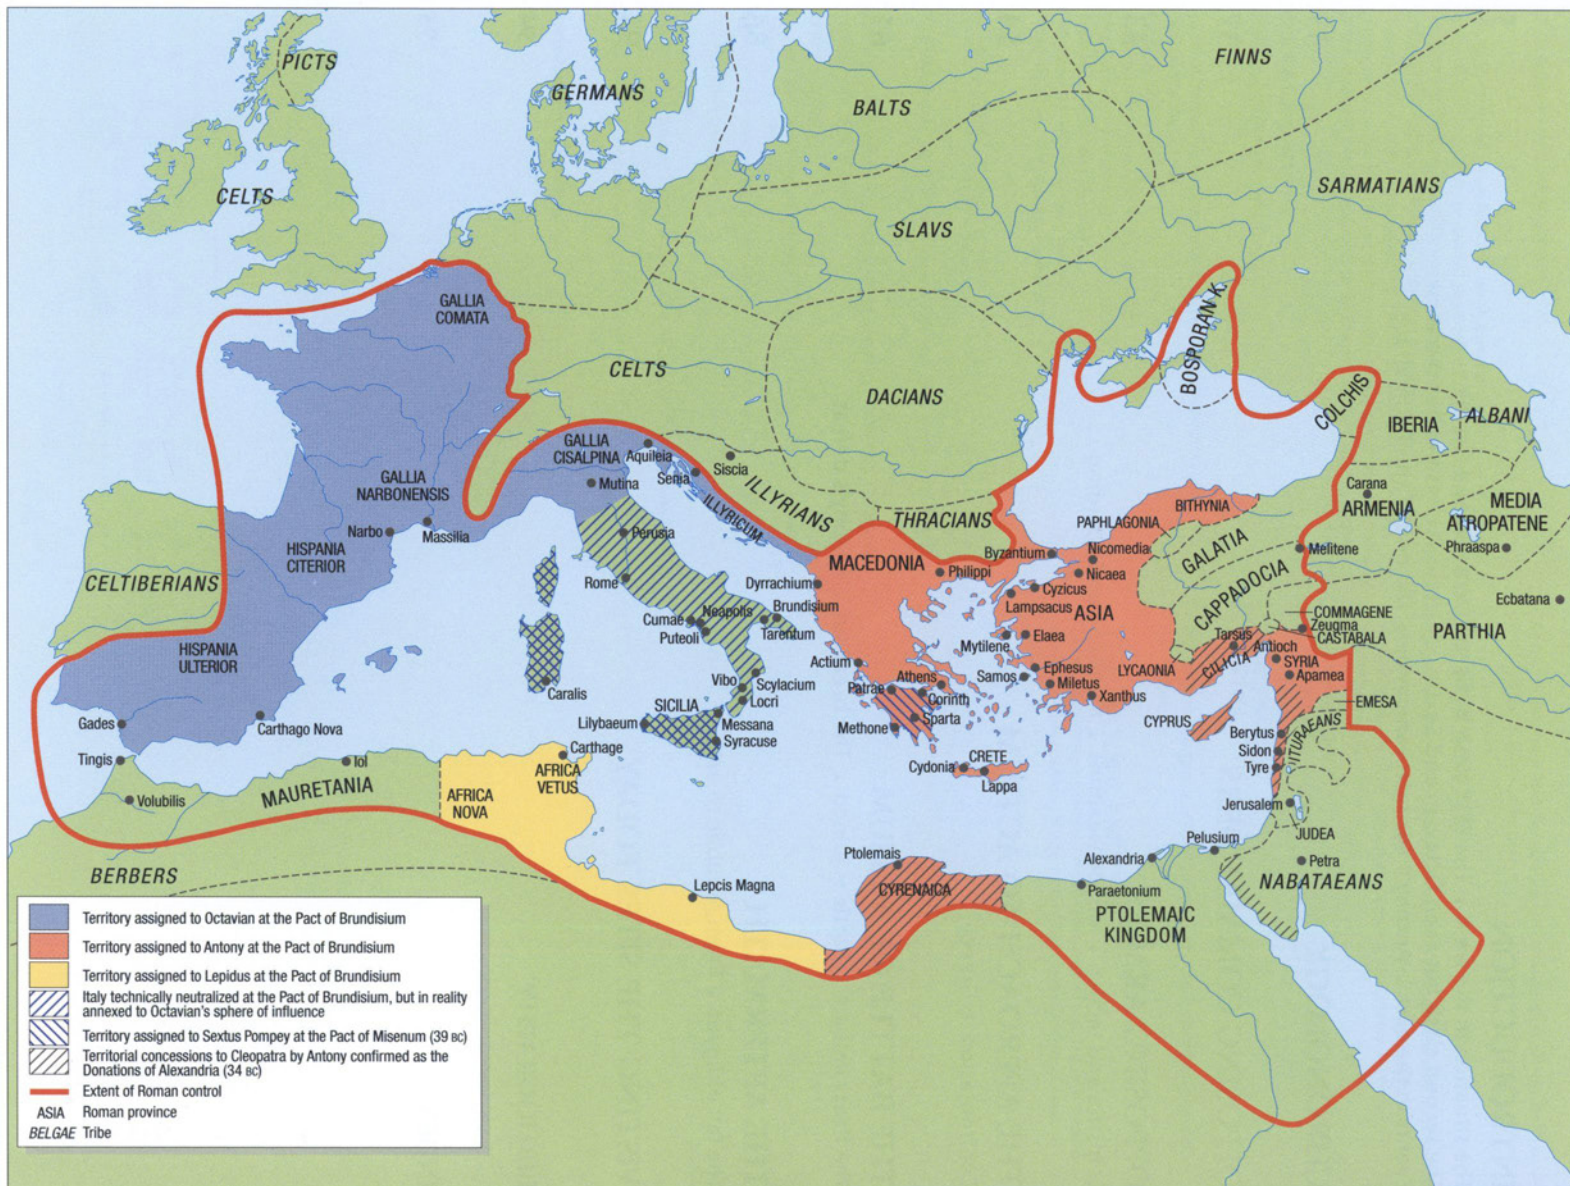 PICTS
FINNS
GERMANS
BALTS
CELTS
SARMATIANS
SLAVS
GALLIA
COMATA
BOSPORAN K.
CELTS
DACIANS
COLCHIS
IBERIA
ALBANI
GALLIA
CISALPINA
Aquileia
Senia
Siscia
Mutina
ILLYRIANS
ILLYRICUM
THRACIANS
GALLIA
NARBONENSIS
Narbo
Massilia
Perusia
HISPANIA
CITERIOR
CELTIBERIANS
Rome
MACEDONIA
Byzantium
PAPHLAGONIA
BITHYNIA
Carana
ARMENIA
MEDIA
ATROPATENE
Phraaspa
Melitene
Nicomedia
GALATIA
Dyrrachium
Philippi
Nicaea
Cyzicus
Lampsacus
CAPPADOCIA
Ecbatana
Cumae
Neapolis
Puteoli
Brundisium
Tarentum
ASIA
COMMAGENE
Zeugma
CASTABALA
PARTHIA
HISPANIA
ULTERIOR
Mytilene
Elaea
Tarsus
CILICIA
Antioch
SYRIA
Apamea
LYCAONIA
Actium
Ephesus
Samos
Miletus
Xanthus
Athens
Patrae
Corinth
Sparta
Methone
Caralis
Vibo
Scylacium
Locri
SICILIA
Lilybaeum
Messana
Syracuse
EMESA
CYPRUS
Berytus
ITURAEANS
Sidon
Tyre
Gades
Carthago Nova
Tingis
Iol
Carthage
AFRICA
VETUS
Cydonia
CRETE
Lappa
Volubilis
MAURETANIA
AFRICA
NOVA
Jerusalem
JUDEA
Pelusium
Petra
NABATAEANS
Alexandria
Ptolemais
CYRENAICA
Paraetonium
PTOLEMAIC
KINGDOM
BERBERS
Lepcis Magna
Territory assigned to Octavian at the Pact of Brundisium
Territory assigned to Antony at the Pact of Brundisium
Territory assigned to Lepidus at the Pact of Brundisium
Italy technically neutralized at the Pact of Brundisium, but in reality
annexed to Octavian's sphere of influence
Territory assigned to Sextus Pompey at the Pact of Misenum (39 BC)
Territorial concessions to Cleopatra by Antony confirmed as the
Donations of Alexandria (34 BC)
Extent of Roman control
ASIA Roman province
BELGAE Tribe